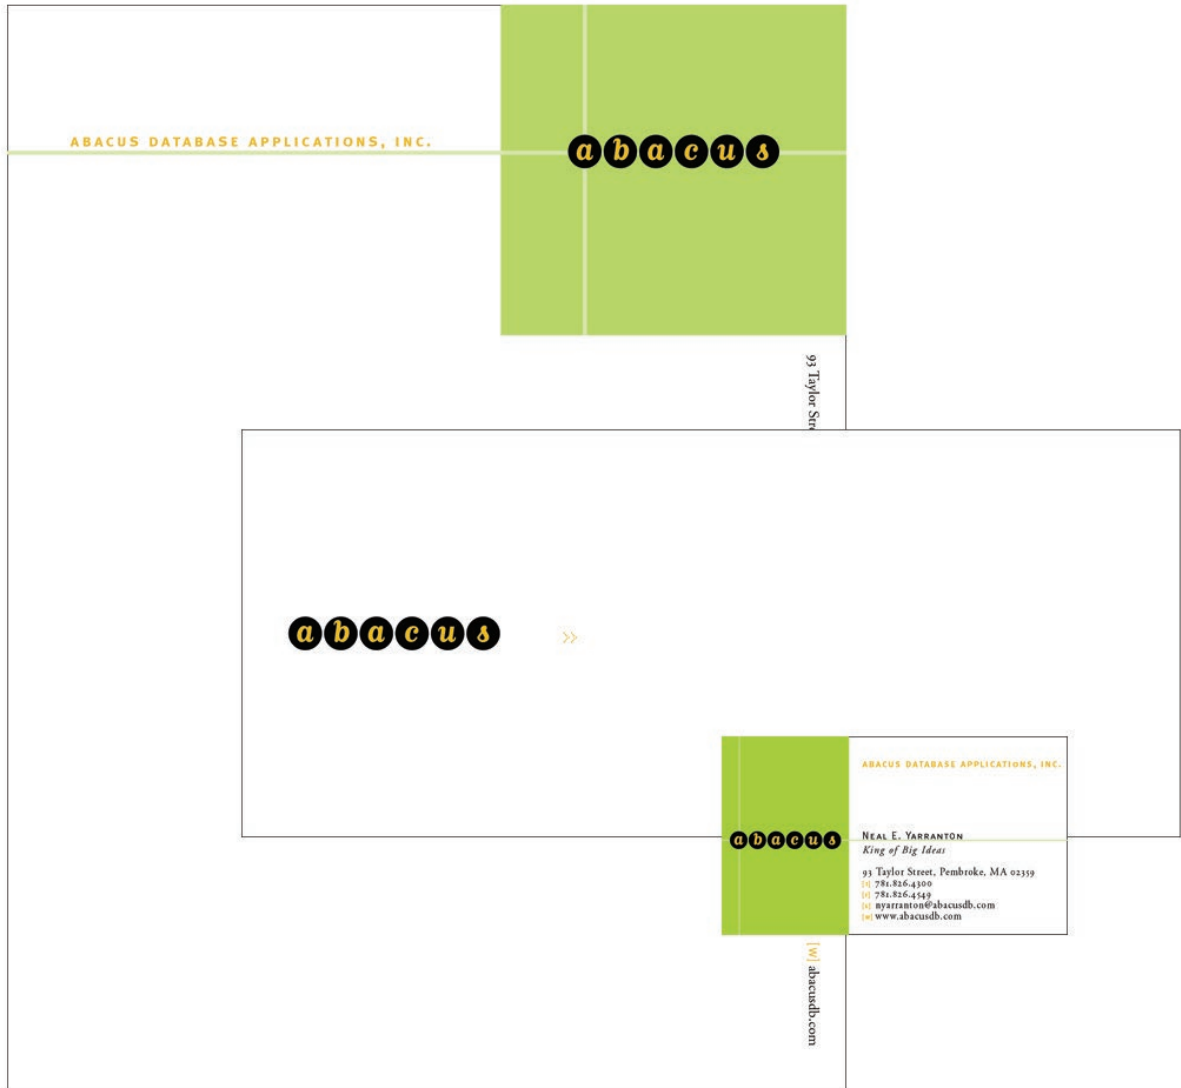 ABACUS DATABASE APPLICATIONS, INC.
abacus
93 Taylor
abacus
»
ABACUS DATABASE APPLICATIONS, INC.
abacus
NEAL E. YARRANTON
King of Big Ideas
93 Taylor Street, Pembroke, MA 02359
781.826.4300
781.826.4549
nyarranton@abacusdb.com
[w] www.abacusdb.com
[w] abacusdb.com